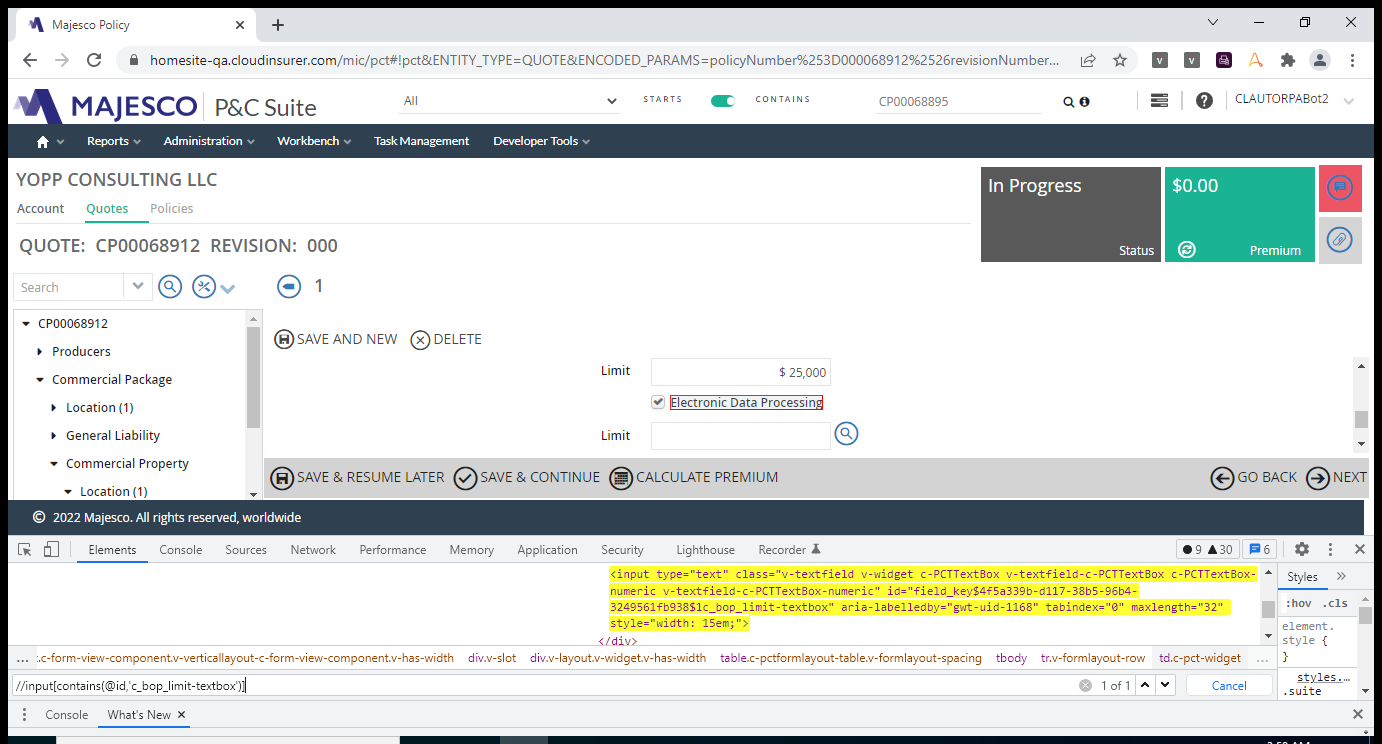 Majesco Policy
homesite-qa.cloudinsurer.com/mic/pct#!pct&ENTITY_TYPE=QUOTE&ENCODED_PARAMS=policyNumber%253D000068912%2526revisionNumber...
MAJESCO P&C Suite All STARTS CONTAINS CP00068895 CLAUTORPABot2
Reports Administration Workbench Task Management Developer Tools
YOPP CONSULTING LLC
Account Quotes Policies
In Progress
Status
$0.00
Premium
QUOTE: CP00068912 REVISION: 000
Search
1
CP00068912
Producers
Commercial Package
Location (1)
General Liability
Commercial Property
Location (1)
SAVE AND NEW DELETE
Limit $ 25,000
Electronic Data Processing
Limit
SAVE & RESUME LATER SAVE & CONTINUE CALCULATE PREMIUM GO BACK NEXT
© 2022 Majesco. All rights reserved, worldwide
Elements Console Sources Network Performance Memory Application Security Lighthouse Recorder 9 30 6
<input type="text" class="v-textfield v-widget c-PCTTextBox v-textfield-c-PCTTextBox c-PCTTextBox-
numeric v-textfield-c-PCTTextBox-numeric" id="field_key$4f5a339b-d117-38b5-96b4-
3249561fb938$1c_bop_limit-textbox" aria-labelledby="gwt-uid-1168" tabindex="0" maxlength="32"
style="width: 15em;">
</div>
Styles »
:hov .cls
element.
style {
}
styles.…
.suite
... :.c-form-view-component.v-verticallayout-c-form-view-component.v-has-width div.v-slot div.v-layout.v-widget.v-has-width table.c-pctformlayout-table.v-formlayout-spacing tbody tr.v-formlayout-row td.c-pct-widget ...
//input[contains(@id,'c_bop_limit-textbox')] 1 of 1 Cancel
Console What's New